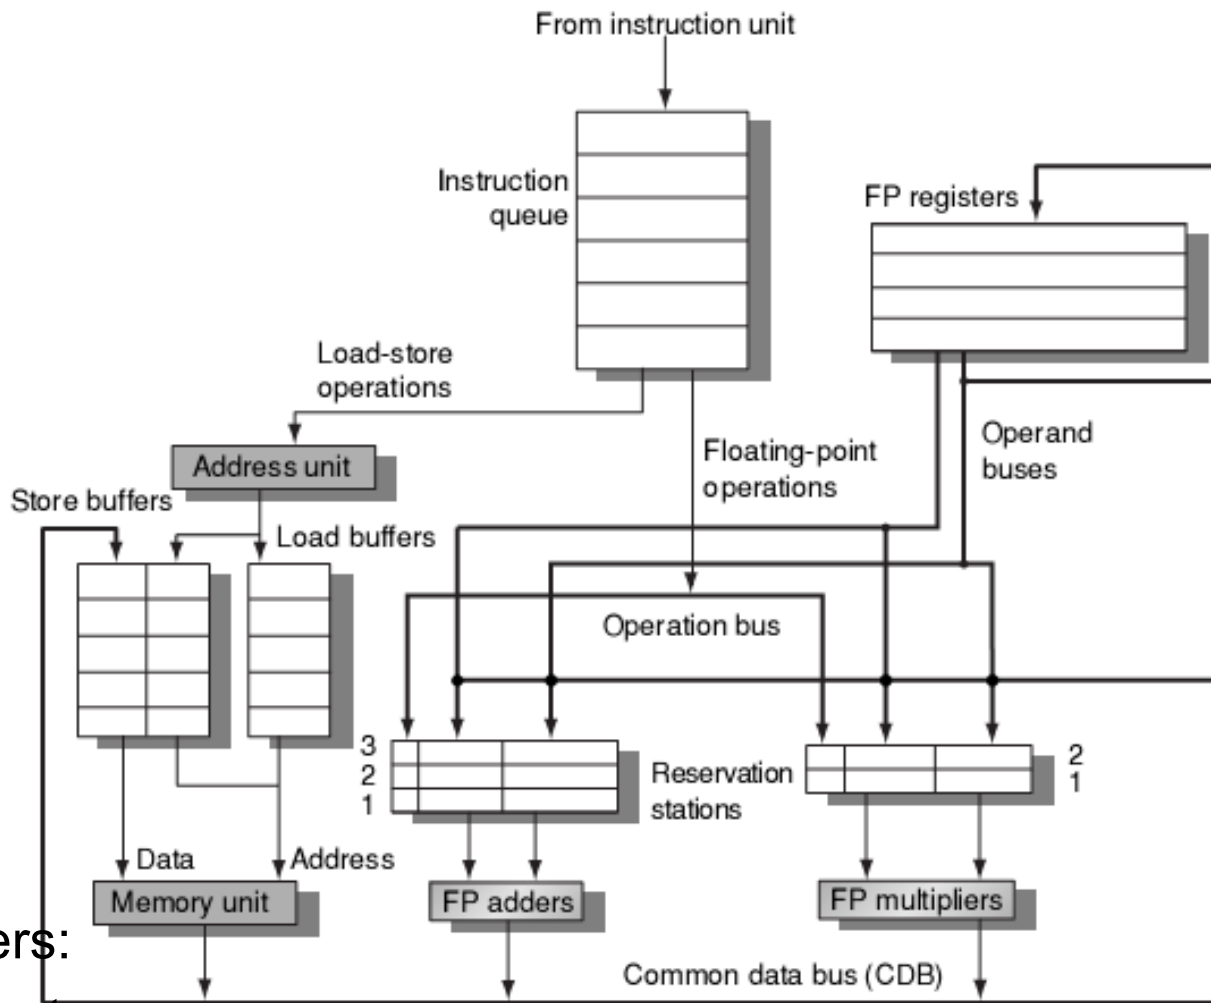 From instruction unit
Instruction
queue
FP registers
Load-store
operations
Address unit
Floating-point
operations
Operand
buses
Store buffers
Load buffers
Operation bus
3
2
1
Reservation
stations
2
1
Data
Address
Memory unit
FP adders
FP multipliers
ers:
Common data bus (CDB)